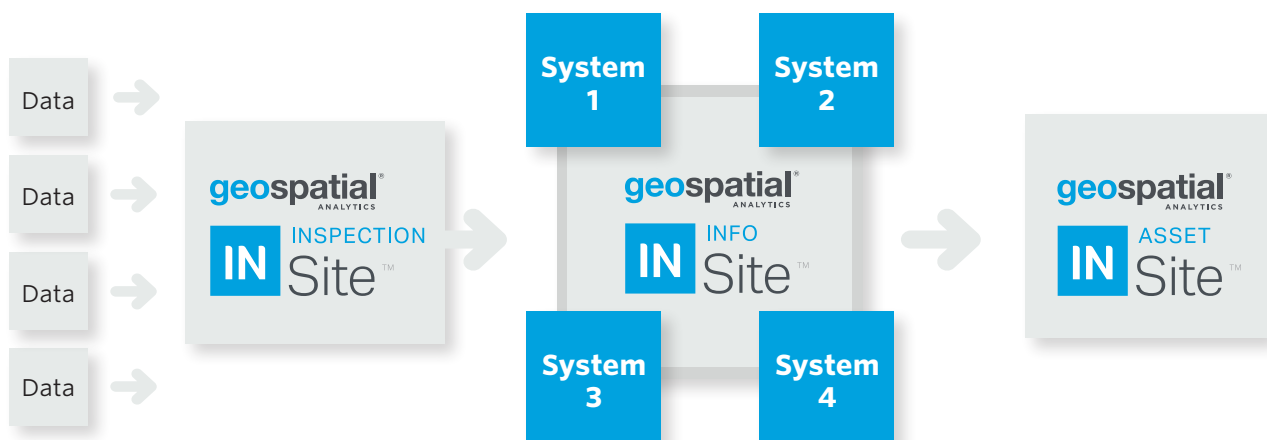 Data
Data
Data
Data
geospatial®
ANALYTICS
IN
INSPECTION
Site™
System
1
System
2
geospatial®
ANALYTICS
IN
INFO
Site™
System
3
System
4
geospatial®
ANALYTICS
IN
ASSET
Site™